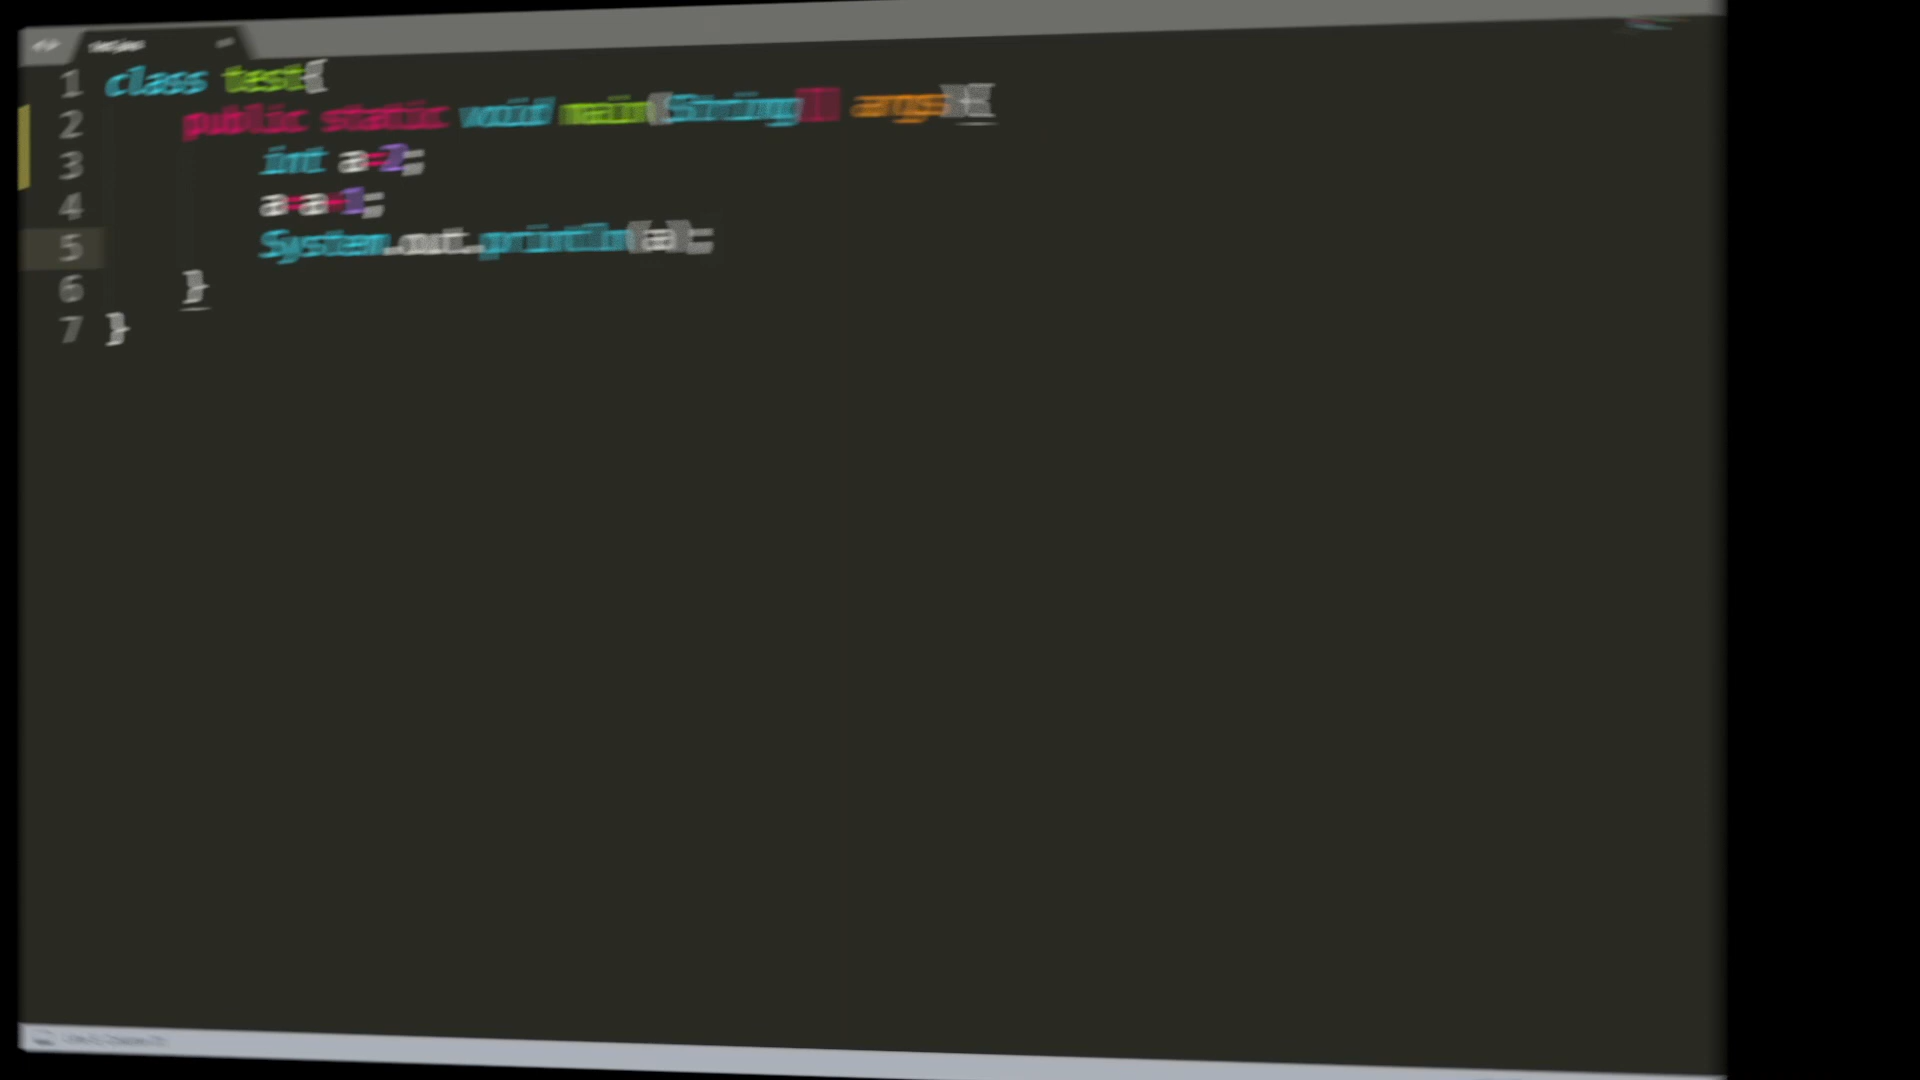 1 class test{
2 public static void main(String[] args){
3 int a=2;
4 a=a+1;
5 System.out.println(a);
6 }
7 }